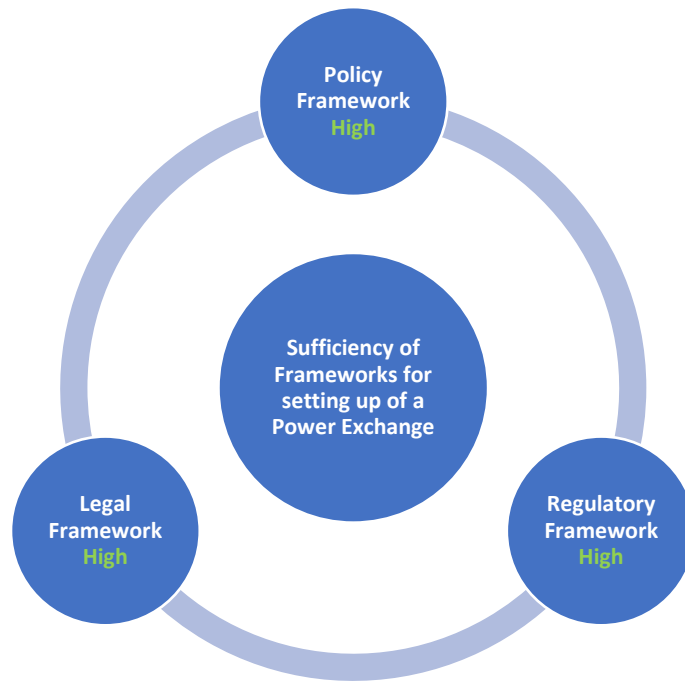 Policy
Framework
High
Sufficiency of
Frameworks for
setting up of a
Power Exchange
Legal
Framework
High
Regulatory
Framework
High